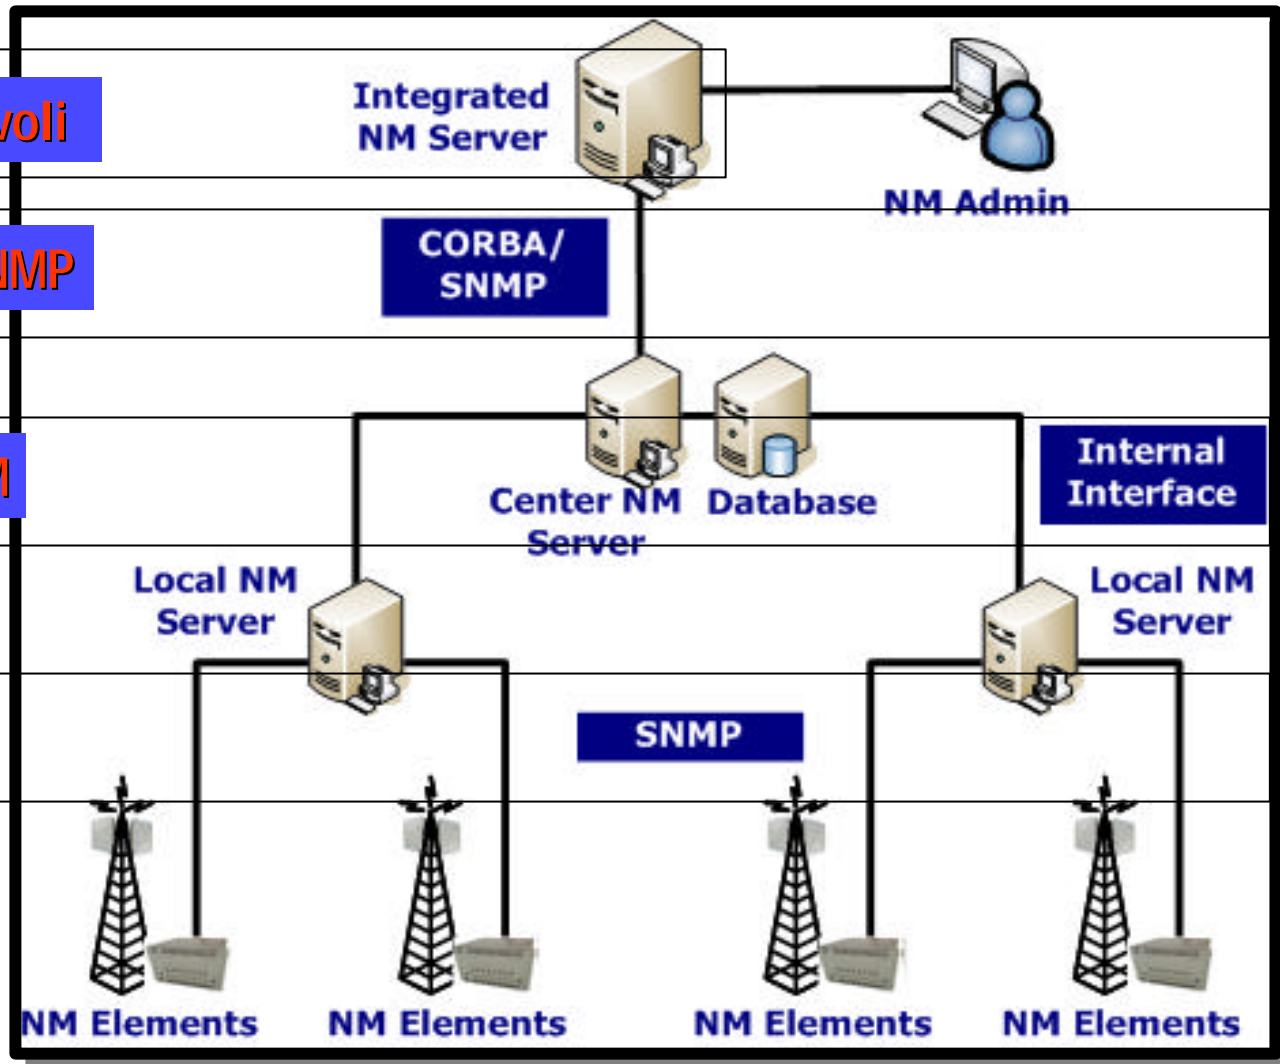 Integrated
NM Server
voli
NM Admin
CORBA/
SNMP
NMP
Internal
Interface
M
Center NM
Server
Database
Local NM
Server
Local NM
Server
SNMP
NM Elements
NM Elements
NM Elements
NM Elements